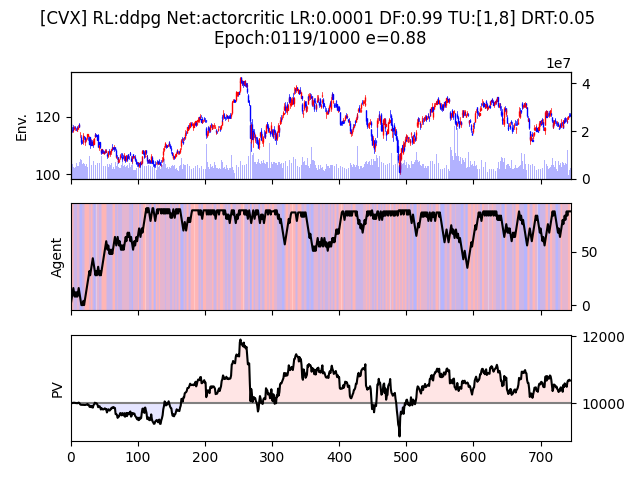 [CVX] RL:ddpg Net:actorcritic LR:0.0001 DF:0.99 TU:[1,8] DRT:0.05
Epoch:0119/1000 e=0.88
1e7
Env.
120
100
4
2
0
Agent
50
0
PV
12000
10000
0 100 200 300 400 500 600 700